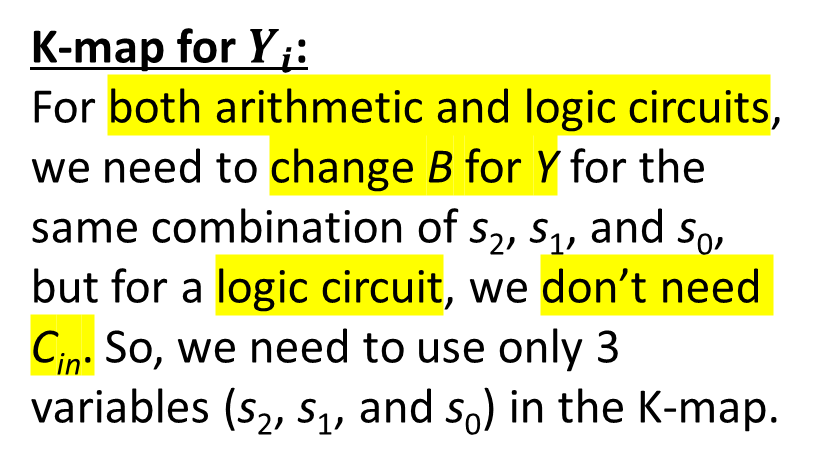 K-map for Yᵢ:
For both arithmetic and logic circuits,
we need to change B for Y for the
same combination of s₂, s₁, and s₀,
but for a logic circuit, we don’t need
Cᵢₙ. So, we need to use only 3
variables (s₂, s₁, and s₀) in the K-map.